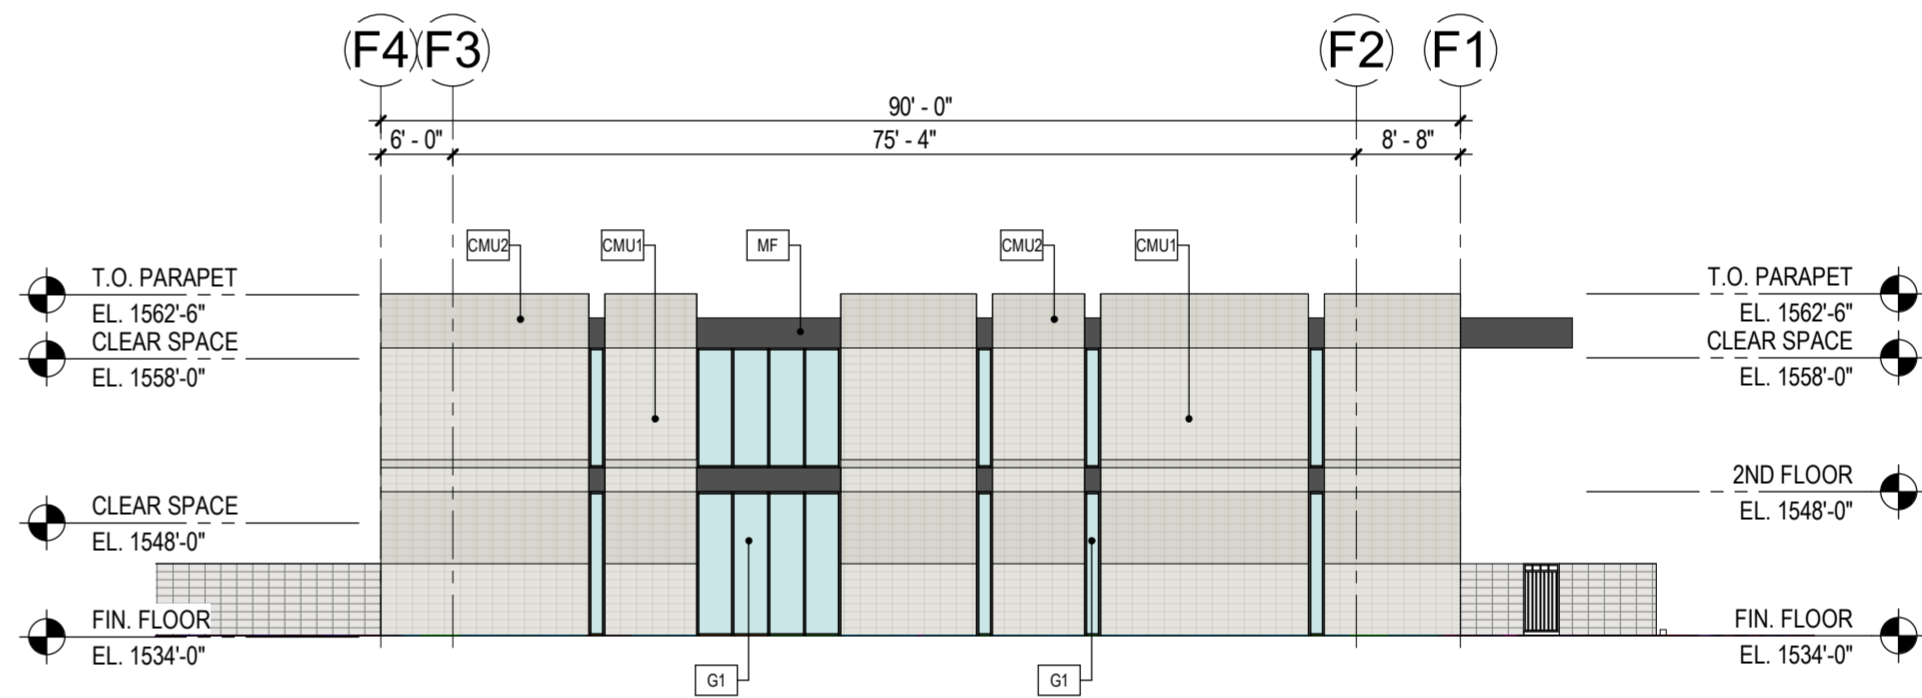 F4 F3 F2 F1
90' - 0"
6' - 0" 75' - 4" 8' - 8"
CMU2 CMU1 MF CMU2 CMU1
T.O. PARAPET
EL. 1562'-6"
CLEAR SPACE
EL. 1558'-0"
CLEAR SPACE
EL. 1548'-0"
FIN. FLOOR
EL. 1534'-0"
T.O. PARAPET
EL. 1562'-6"
CLEAR SPACE
EL. 1558'-0"
2ND FLOOR
EL. 1548'-0"
FIN. FLOOR
EL. 1534'-0"
G1 G1